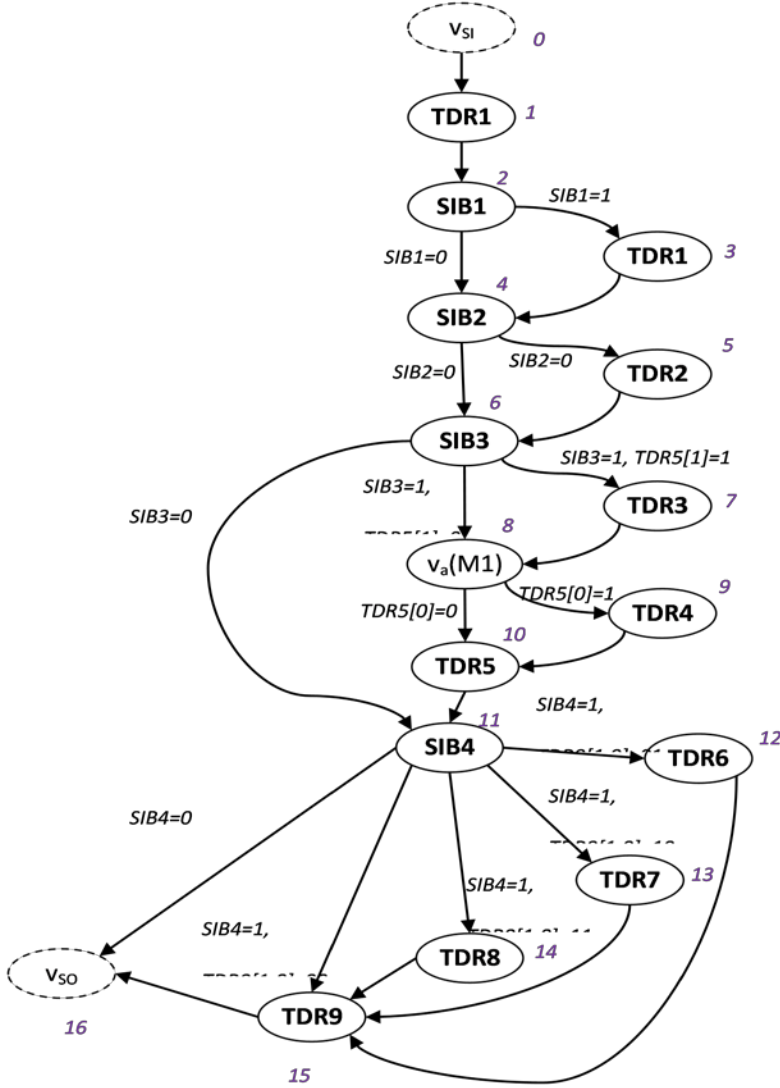 v_SI
0
TDR1
1
2
SIB1
SIB1=1
TDR1
3
SIB1=0
4
SIB2
SIB2=0
SIB2=0
5
TDR2
6
SIB3
SIB3=1, TDR5[1]=1
SIB3=1,
SIB3=0
TDR3
7
8
v_a(M1)
TDR5[0]=1
9
TDR5[0]=0
TDR4
10
TDR5
SIB4=1,
11
SIB4
12
TDR6
SIB4=1,
SIB4=0
TDR7
13
SIB4=1,
SIB4=1,
TDR8
14
v_SO
16
TDR9
15